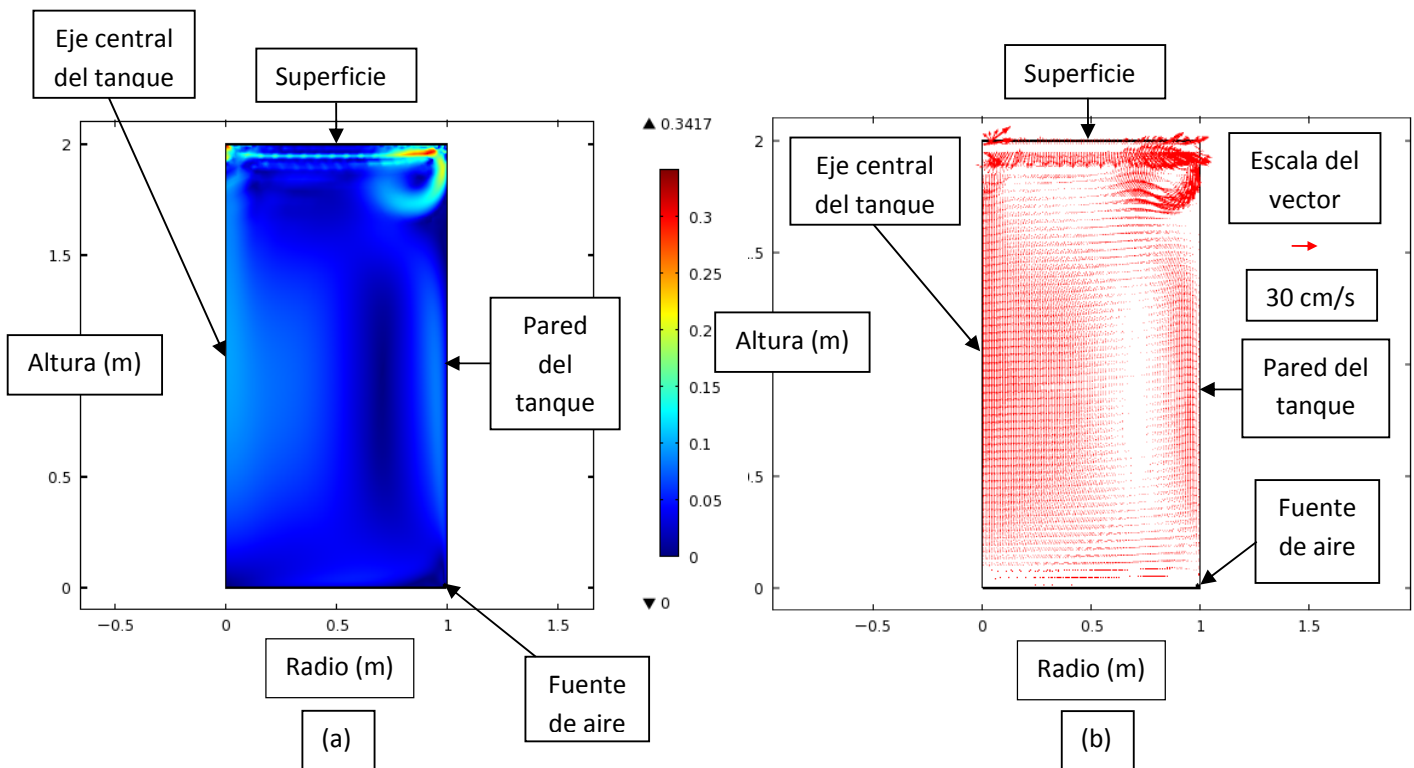 Eje central
del tanque
Superficie
2
1.5
Altura (m)
0.5
0
−0.5
0
0.5
1
1.5
Radio (m)
(a)
Pared
del
tanque
Fuente
de aire
▲ 0.3417
0.3
0.25
0.2
0.15
0.1
0.05
0
▼ 0
Superficie
Eje central
del tanque
Escala del
vector
30 cm/s
2
.5
Altura (m)
.5
0
−0.5
0
0.5
1
1.5
Pared del
tanque
Fuente
de aire
Radio (m)
(b)